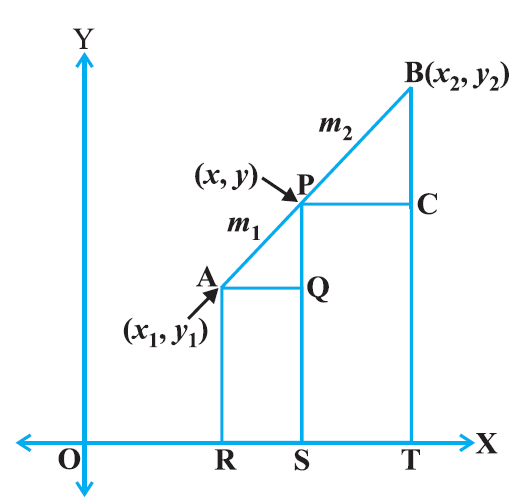 Y
B(x₂, y₂)
m₂
(x, y)
P
C
m₁
A
Q
(x₁, y₁)
X
O R S T